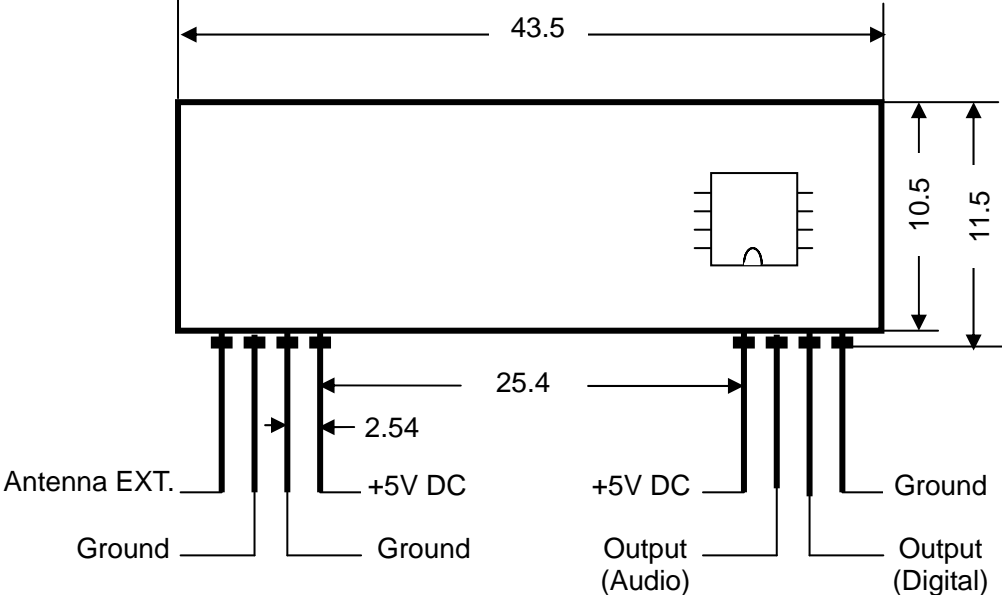 43.5
10.5
11.5
25.4
2.54
Antenna EXT.
+5V DC
+5V DC
Ground
Ground
Ground
Output
(Audio)
Output
(Digital)